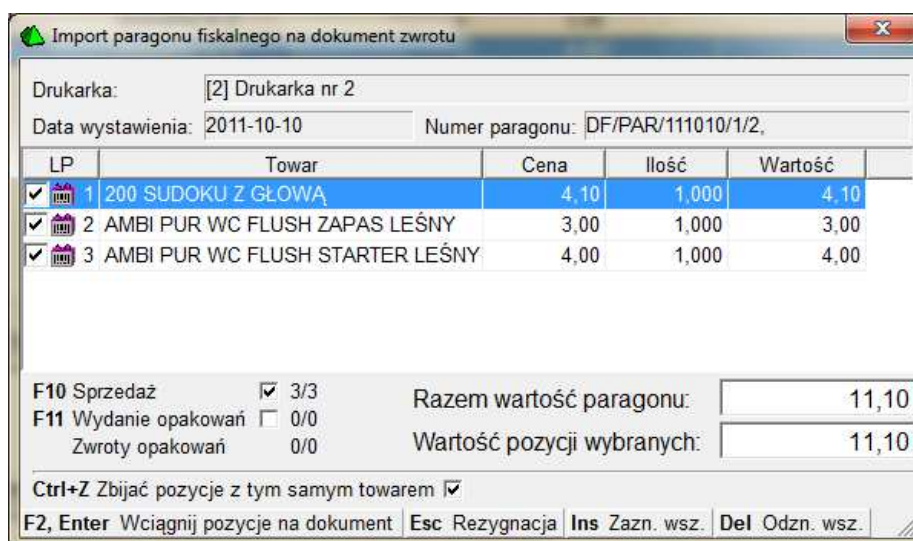 Import paragonu fiskalnego na dokument zwrotu
Drukarka: [2] Drukarka nr 2
Data wystawienia: 2011-10-10 Numer paragonu: DF/PAR/111010/1/2,
LP Towar Cena Ilość Wartość
1 200 SUDOKU Z GŁOWĄ 4,10 1,000 4,10
2 AMBI PUR WC FLUSH ZAPAS LEŚNY 3,00 1,000 3,00
3 AMBI PUR WC FLUSH STARTER LEŚNY 4,00 1,000 4,00
F10 Sprzedaż 3/3
F11 Wydanie opakowań 0/0
Zwroty opakowań 0/0
Razem wartość paragonu: 11,10
Wartość pozycji wybranych: 11,10
Ctrl+Z Zbijać pozycje z tym samym towarem
F2, Enter Wciągnij pozycje na dokument Esc Rezygnacja Ins Zazn. wsz. Del Odzn. wsz.